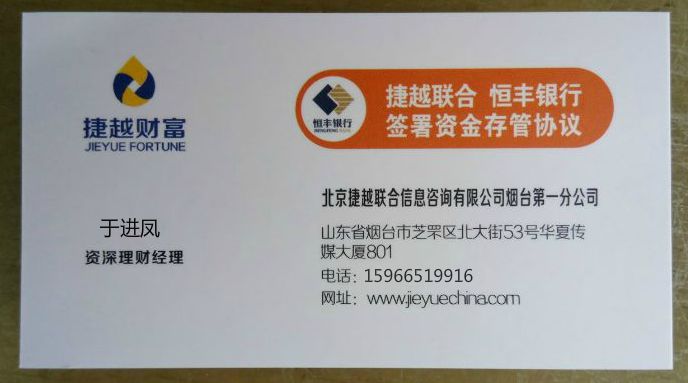 捷越财富
JIEYUE FORTUNE
恒丰银行
HENGFENG BANK
捷越联合 恒丰银行
签署资金存管协议
于进凤
资深理财经理
北京捷越联合信息咨询有限公司烟台第一分公司
山东省烟台市芝罘区北大街53号华夏传
媒大厦801
电话：15966519916
网址：www.jieyuechina.com